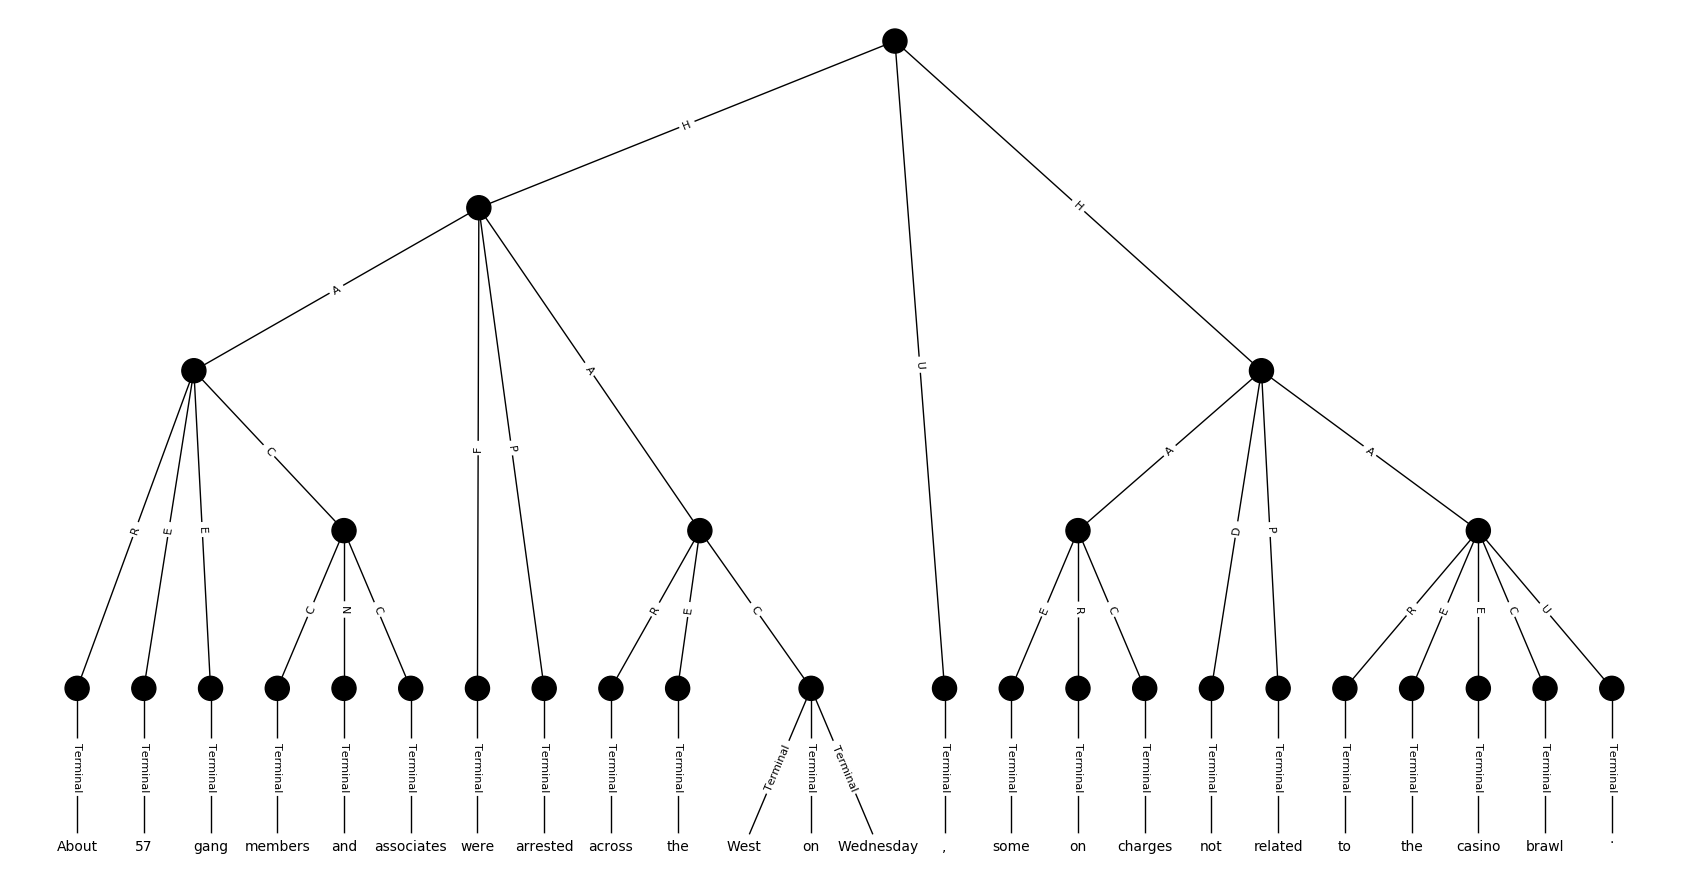 H
H
A
U
A
A
A
C
F
P
R
E
E
D
P
C
N
C
R
E
C
E
R
C
R
E
E
C
U
Terminal Terminal Terminal Terminal Terminal Terminal Terminal Terminal Terminal Terminal Terminal Terminal Terminal Terminal Terminal Terminal Terminal Terminal Terminal Terminal Terminal Terminal Terminal Terminal
About 57 gang members and associates were arrested across the West on Wednesday , some on charges not related to the casino brawl .